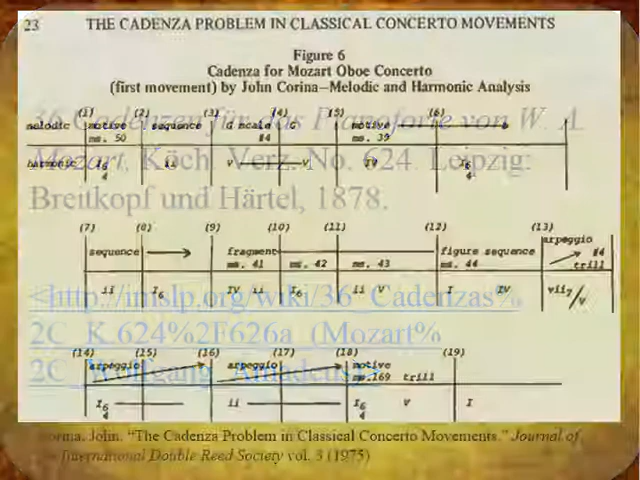 23 THE CADENZA PROBLEM IN CLASSICAL CONCERTO MOVEMENTS
Figure 6
Cadenza for Mozart Oboe Concerto
(first movement) by John Corina—Melodic and Harmonic Analysis
(1) (2) (3) (4) (5) (6)
melodic motive sequence G scale G motive
ms. 50 #4 ms. 39
36 Cadenzen für das Pianoforte von W. A.
harmonic I6/4 ii V V IV I6/4
Mozart, Köch. Verz. No. 624. Leipzig:
Breitkopf und Härtel, 1878.
(7) (8) (9) (10) (11) (12) (13)
sequence fragment figure sequence arpeggio #4
ms. 41 ms. 42 ms. 43 ms. 44 trill
ii I6 IV ii I6 ii V I IV vii7/V
<http://imslp.org/wiki/36_Cadenzas%
2C_K.624%2F626a_(Mozart%
(14) (15) (16) (17) (18) (19)
arpeggio arpeggio motive
ms. 169 trill
2C_Wolfgang_Amadeus)>
I6/4 ii I6/4 V I
Corina, John. "The Cadenza Problem in Classical Concerto Movements." Journal of
International Double Reed Society vol. 3 (1975)